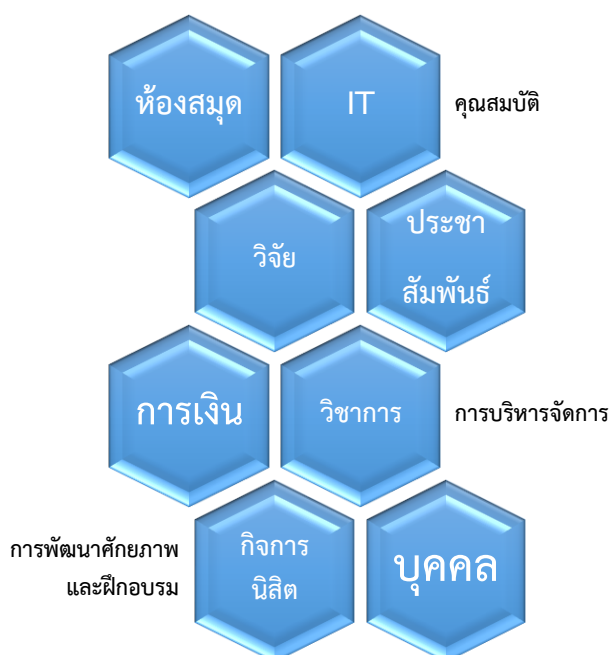 ห้องสมุด
IT
คุณสมบัติ
วิจัย
ประชา
สัมพันธ์
การเงิน
วิชาการ
การบริหารจัดการ
การพัฒนาศักยภาพ
และฝึกอบรม
กิจการ
นิสิต
บุคคล